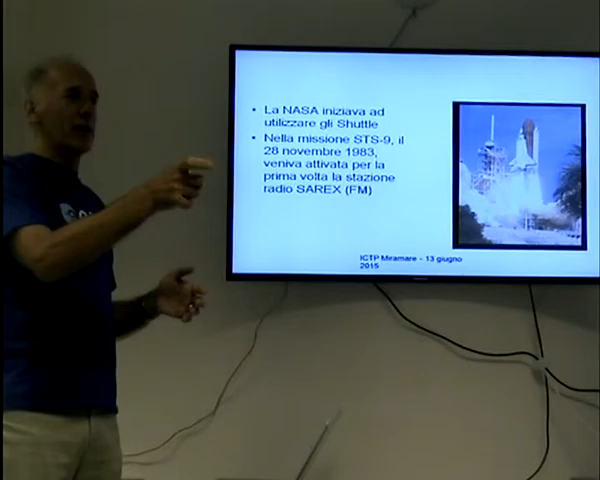 • La NASA iniziava ad
utilizzare gli Shuttle
• Nella missione STS-9, il
28 novembre 1983,
veniva attivata per la
prima volta la stazione
radio SAREX (FM)
ICTP Miramare - 13 giugno
2015